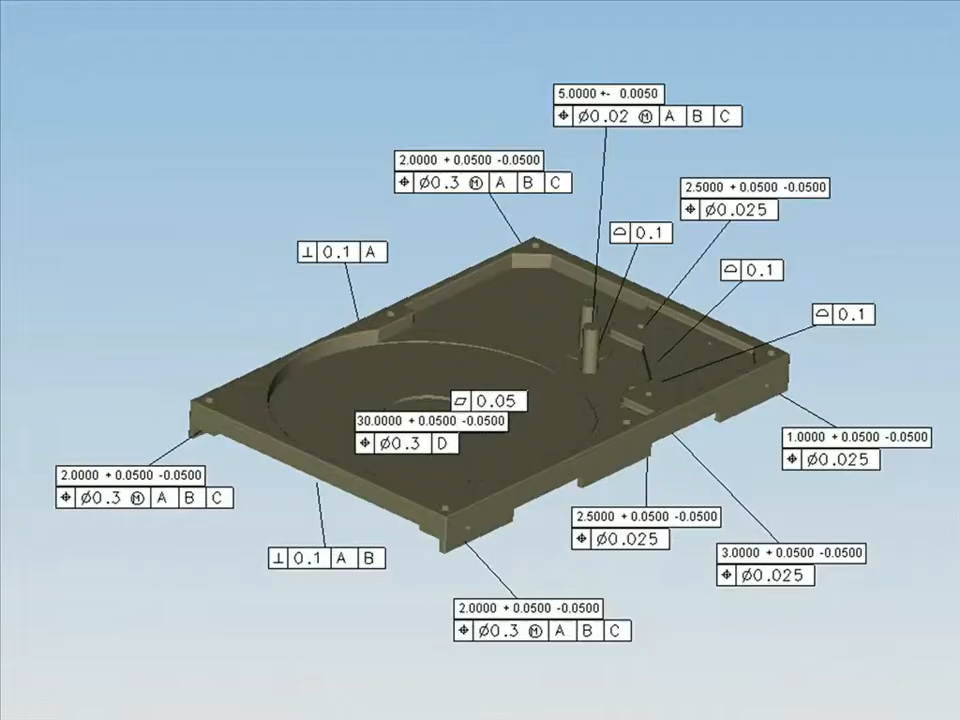 5.0000 +- 0.0050
⌖ Ø0.02 Ⓜ A B C
2.0000 + 0.0500 -0.0500
⌖ Ø0.3 Ⓜ A B C
2.5000 + 0.0500 -0.0500
⌖ Ø0.025
⌓ 0.1
⊥ 0.1 A
⌓ 0.1
⌓ 0.1
⏥ 0.05
30.0000 + 0.0500 -0.0500
⌖ Ø0.3 D
1.0000 + 0.0500 -0.0500
⌖ Ø0.025
2.0000 + 0.0500 -0.0500
⌖ Ø0.3 Ⓜ A B C
2.5000 + 0.0500 -0.0500
⌖ Ø0.025
3.0000 + 0.0500 -0.0500
⌖ Ø0.025
⊥ 0.1 A B
2.0000 + 0.0500 -0.0500
⌖ Ø0.3 Ⓜ A B C